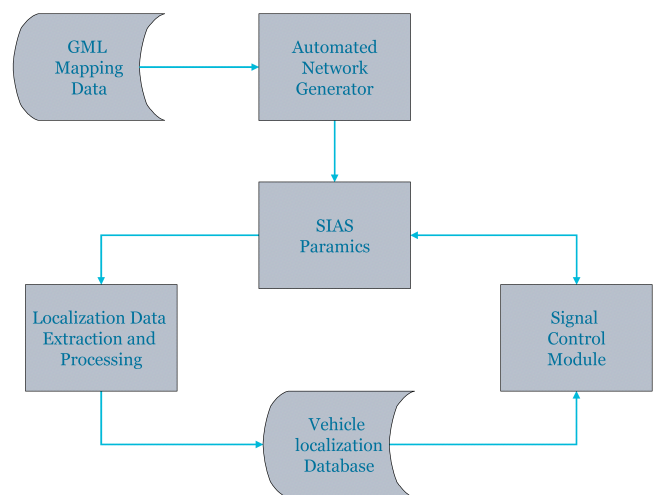 GML
Mapping
Data
Automated
Network
Generator
SIAS
Paramics
Localization Data
Extraction and
Processing
Signal
Control
Module
Vehicle
localization
Database